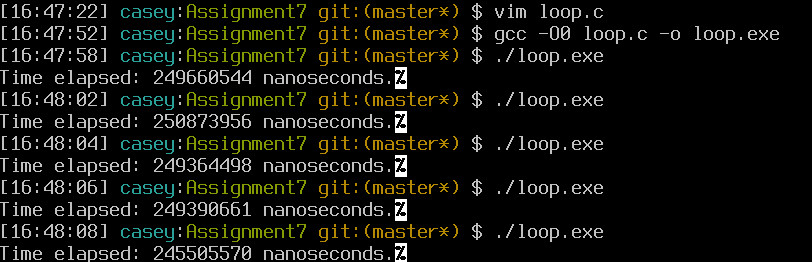 [16:47:22] casey:Assignment7 git:(master*) $ vim loop.c
[16:47:52] casey:Assignment7 git:(master*) $ gcc -O0 loop.c -o loop.exe
[16:47:58] casey:Assignment7 git:(master*) $ ./loop.exe
Time elapsed: 249660544 nanoseconds.%
[16:48:02] casey:Assignment7 git:(master*) $ ./loop.exe
Time elapsed: 250873956 nanoseconds.%
[16:48:04] casey:Assignment7 git:(master*) $ ./loop.exe
Time elapsed: 249364498 nanoseconds.%
[16:48:06] casey:Assignment7 git:(master*) $ ./loop.exe
Time elapsed: 249390661 nanoseconds.%
[16:48:08] casey:Assignment7 git:(master*) $ ./loop.exe
Time elapsed: 245505570 nanoseconds.%